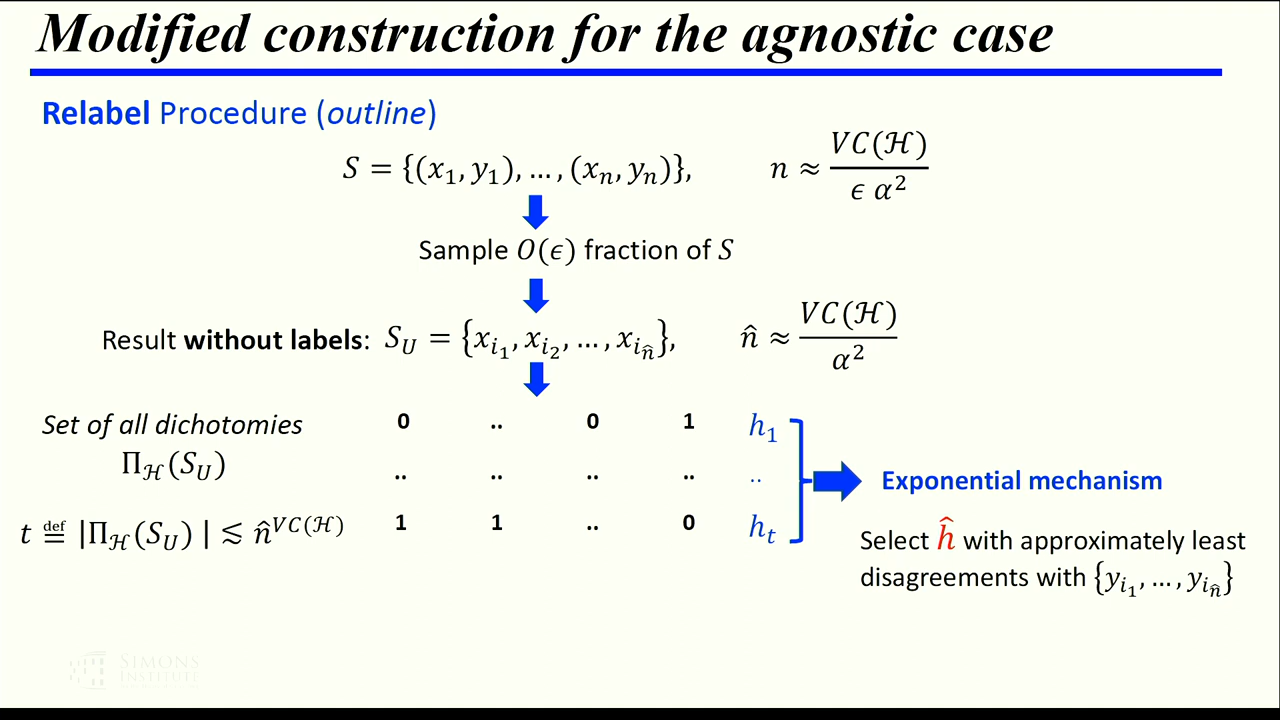 Modified construction for the agnostic case
Relabel Procedure (outline)
S = {(x₁, y₁), … , (xₙ, yₙ)}, n ≈ VC(ℋ) / ϵ α²
Sample O(ϵ) fraction of S
Result without labels: S_U = {x_{i₁}, x_{i₂}, … , x_{i_n̂}}, n̂ ≈ VC(ℋ) / α²
Set of all dichotomies 0 .. 0 1 h₁
Π_ℋ(S_U) .. .. .. .. ..
Exponential mechanism
t ≝ |Π_ℋ(S_U)| ≲ n̂^{VC(ℋ)} 1 1 .. 0 h_t
Select ĥ with approximately least
disagreements with {y_{i₁}, … , y_{i_n̂}}
SIMONS
INSTITUTE